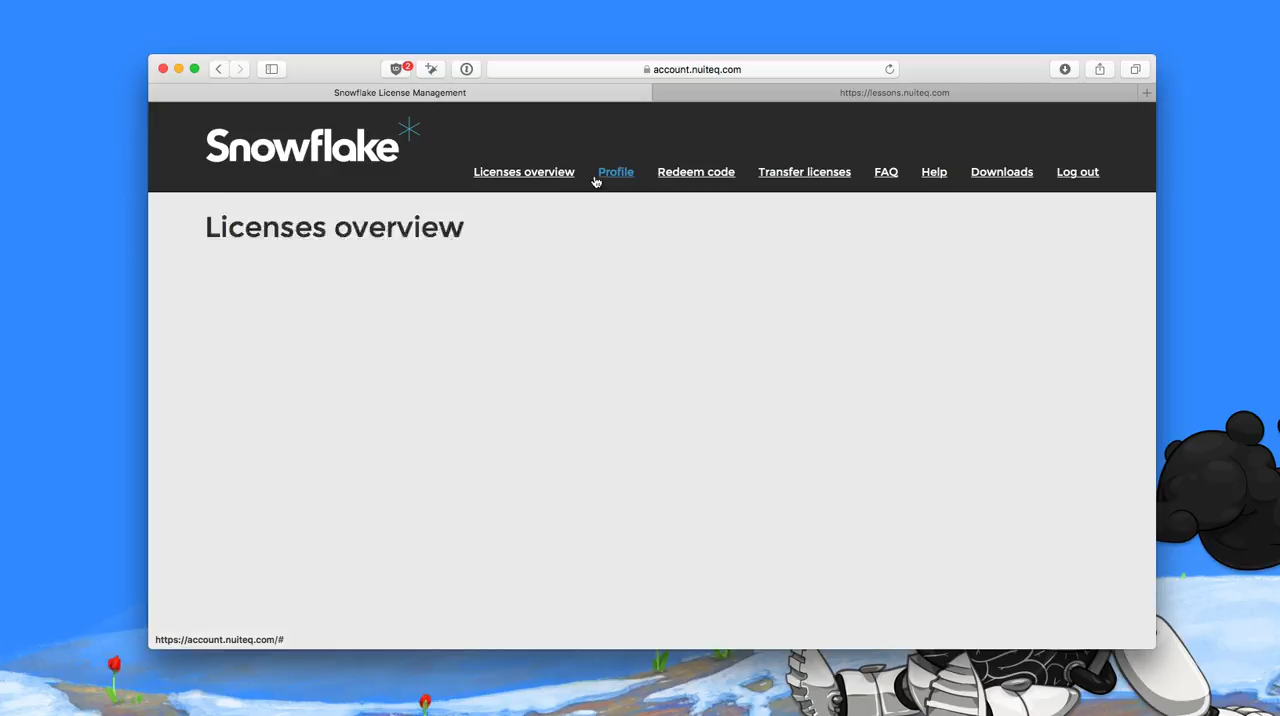 2
account.nuiteq.com
Snowflake License Management
https://lessons.nuiteq.com
Snowflake
Licenses overview Profile Redeem code Transfer licenses FAQ Help Downloads Log out
Licenses overview
https://account.nuiteq.com/#